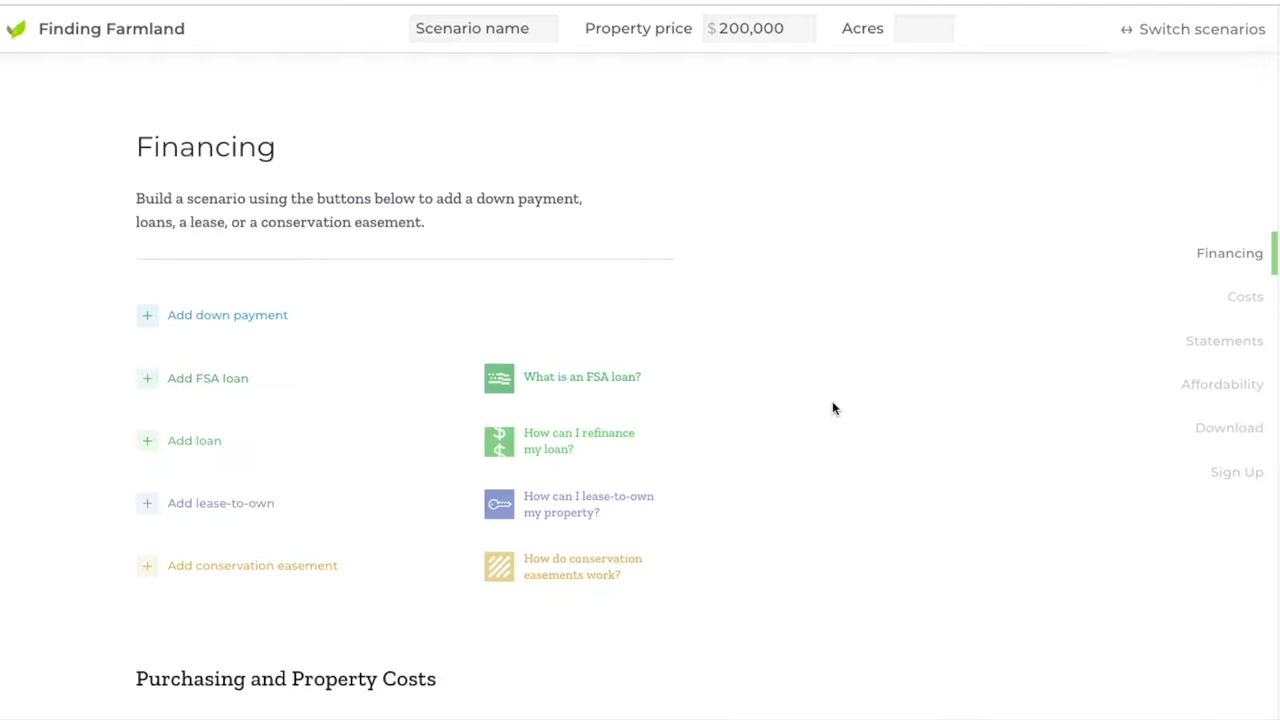 Finding Farmland
Scenario name
Property price
$ 200,000
Acres
↔ Switch scenarios
Financing
Build a scenario using the buttons below to add a down payment,
loans, a lease, or a conservation easement.
+ Add down payment
+ Add FSA loan
What is an FSA loan?
+ Add loan
How can I refinance
my loan?
+ Add lease-to-own
How can I lease-to-own
my property?
+ Add conservation easement
How do conservation
easements work?
Purchasing and Property Costs
Financing
Costs
Statements
Affordability
Download
Sign Up